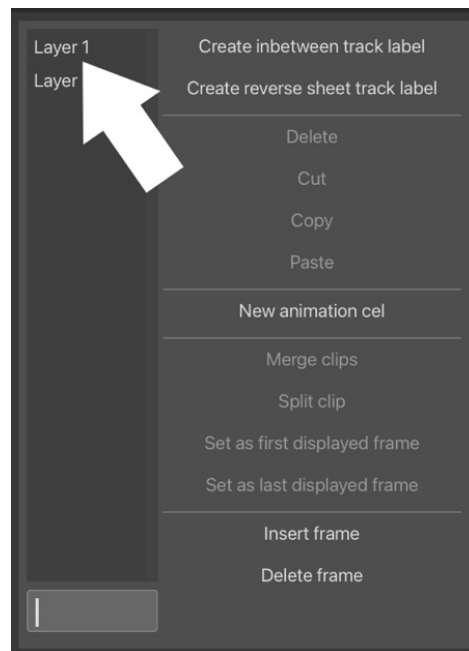 Layer 1
Layer
Create inbetween track label
Create reverse sheet track label
Delete
Cut
Copy
Paste
New animation cel
Merge clips
Split clip
Set as first displayed frame
Set as last displayed frame
Insert frame
Delete frame